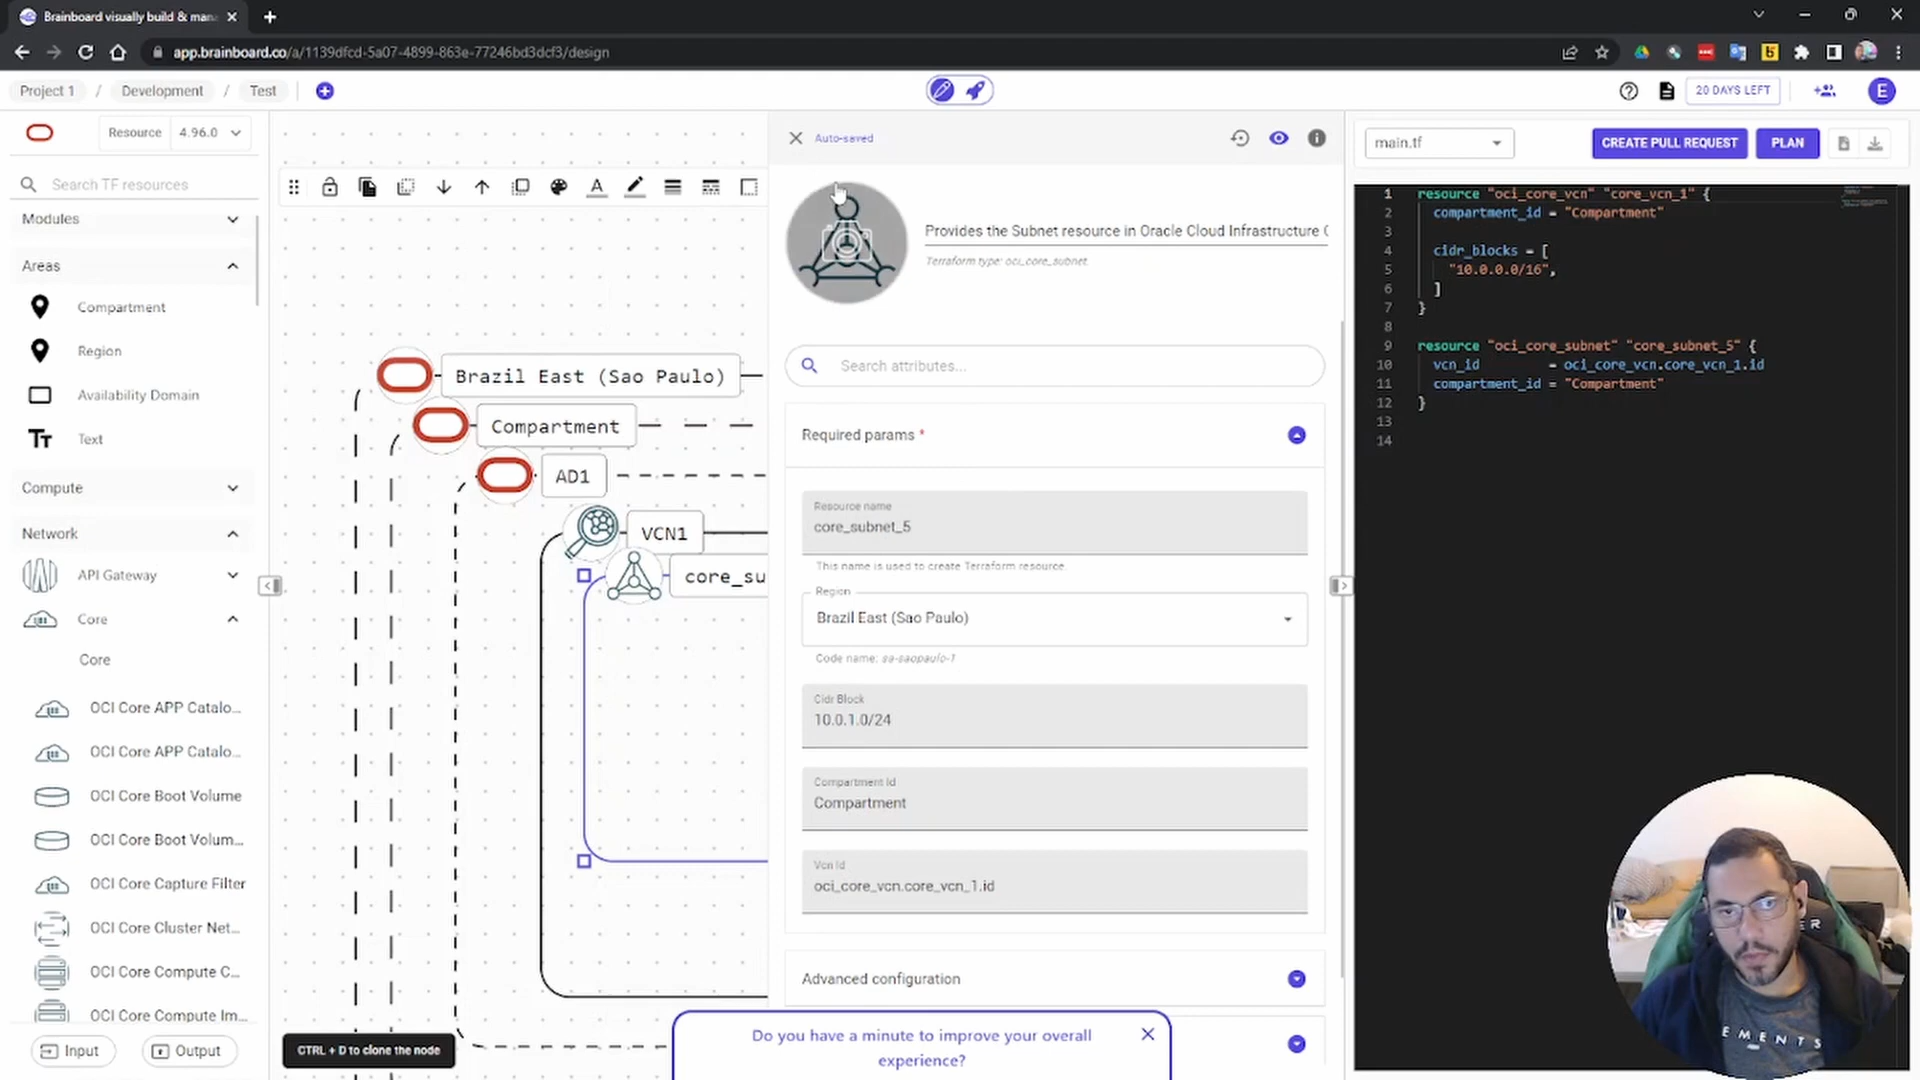 Brainboard visually build & man
app.brainboard.co/a/1139dfcd-5a07-4899-863e-77246bd3dcf3/design
Project 1 / Development / Test
20 DAYS LEFT
E
Resource 4.96.0
Search TF resources
Modules
Areas
Compartment
Region
Availability Domain
Text
Compute
Network
API Gateway
Core
Core
OCI Core APP Catalo...
OCI Core APP Catalo...
OCI Core Boot Volume
OCI Core Boot Volum...
OCI Core Capture Filter
OCI Core Cluster Net...
OCI Core Compute C...
OCI Core Compute Im...
Input
Output
Brazil East (Sao Paulo)
Compartment
AD1
VCN1
core_su
CTRL + D to clone the node
Auto-saved
Provides the Subnet resource in Oracle Cloud Infrastructure
Terraform type: oci_core_subnet
Search attributes...
Required params *
Resource name
core_subnet_5
This name is used to create Terraform resource
Region
Brazil East (Sao Paulo)
Code name: sa-saopaulo-1
Cidr Block
10.0.1.0/24
Compartment Id
Compartment
Vcn Id
oci_core_vcn.core_vcn_1.id
Advanced configuration
Do you have a minute to improve your overall
experience?
main.tf
CREATE PULL REQUEST
PLAN
1 resource "oci_core_vcn" "core_vcn_1" {
2 compartment_id = "Compartment"
3
4 cidr_blocks = [
5 "10.0.0.0/16",
6 ]
7 }
8
9 resource "oci_core_subnet" "core_subnet_5" {
10 vcn_id = oci_core_vcn.core_vcn_1.id
11 compartment_id = "Compartment"
12 }
13
14
EMENTS